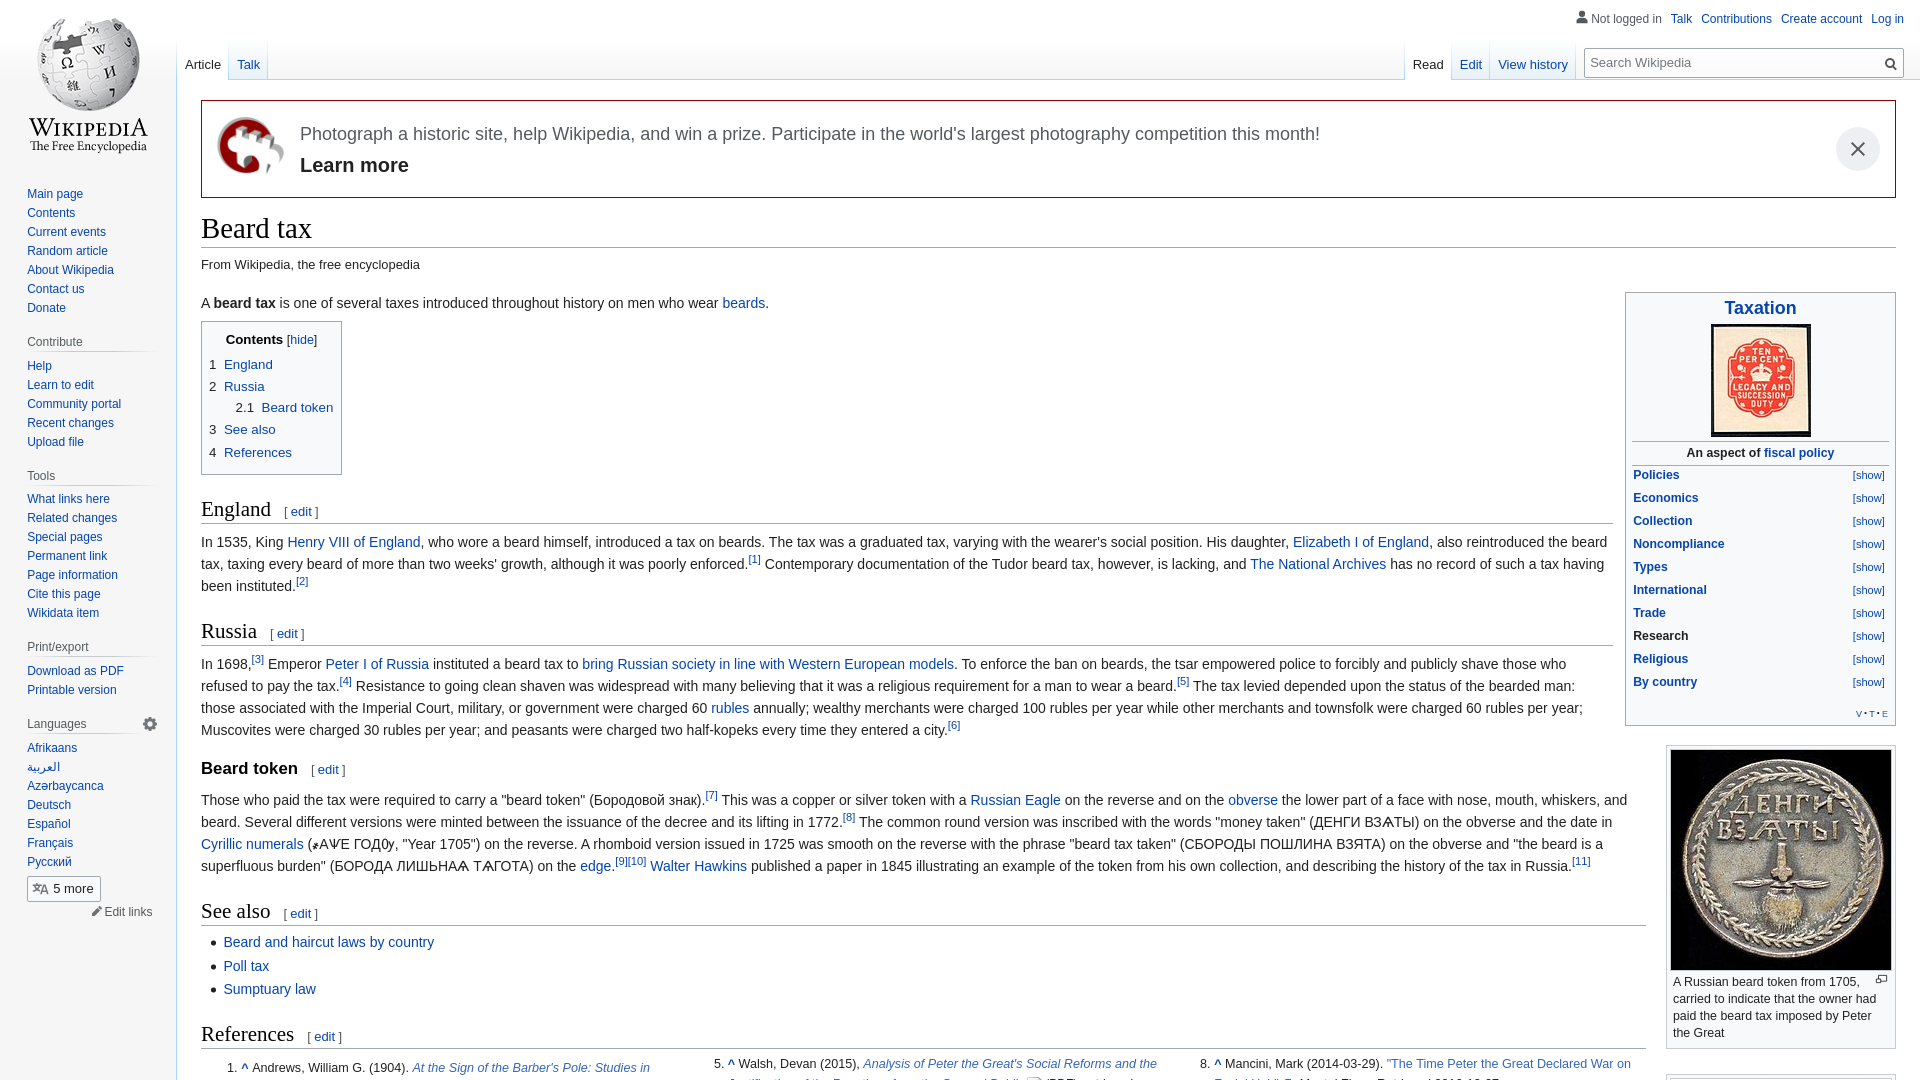 Not logged in Talk Contributions Create account Log in
Article Talk
Read Edit View history Search Wikipedia
WIKIPEDIA
The Free Encyclopedia
Main page
Contents
Current events
Random article
About Wikipedia
Contact us
Donate
Contribute
Help
Learn to edit
Community portal
Recent changes
Upload file
Tools
What links here
Related changes
Special pages
Permanent link
Page information
Cite this page
Wikidata item
Print/export
Download as PDF
Printable version
Languages
Afrikaans
العربية
Azərbaycanca
Deutsch
Español
Français
Русский
5 more
Edit links
Photograph a historic site, help Wikipedia, and win a prize. Participate in the world's largest photography competition this month!
Learn more
Beard tax
From Wikipedia, the free encyclopedia
A beard tax is one of several taxes introduced throughout history on men who wear beards.
Contents [hide]
1 England
2 Russia
2.1 Beard token
3 See also
4 References
England [ edit ]
In 1535, King Henry VIII of England, who wore a beard himself, introduced a tax on beards. The tax was a graduated tax, varying with the wearer's social position. His daughter, Elizabeth I of England, also reintroduced the beard
tax, taxing every beard of more than two weeks' growth, although it was poorly enforced.[1] Contemporary documentation of the Tudor beard tax, however, is lacking, and The National Archives has no record of such a tax having
been instituted.[2]
Russia [ edit ]
In 1698,[3] Emperor Peter I of Russia instituted a beard tax to bring Russian society in line with Western European models. To enforce the ban on beards, the tsar empowered police to forcibly and publicly shave those who
refused to pay the tax.[4] Resistance to going clean shaven was widespread with many believing that it was a religious requirement for a man to wear a beard.[5] The tax levied depended upon the status of the bearded man:
those associated with the Imperial Court, military, or government were charged 60 rubles annually; wealthy merchants were charged 100 rubles per year while other merchants and townsfolk were charged 60 rubles per year;
Muscovites were charged 30 rubles per year; and peasants were charged two half-kopeks every time they entered a city.[6]
Beard token [ edit ]
Those who paid the tax were required to carry a "beard token" (Бородовой знак).[7] This was a copper or silver token with a Russian Eagle on the reverse and on the obverse the lower part of a face with nose, mouth, whiskers, and
beard. Several different versions were minted between the issuance of the decree and its lifting in 1772.[8] The common round version was inscribed with the words "money taken" (ДЕНГИ ВЗѦТЫ) on the obverse and the date in
Cyrillic numerals (҂АѰЕ ГОДꙋ, "Year 1705") on the reverse. A rhomboid version issued in 1725 was smooth on the reverse with the phrase "beard tax taken" (СБОРОДЫ ПОШЛИНА ВЗЯТА) on the obverse and "the beard is a
superfluous burden" (БОРОДА ЛИШЬНАѦ ТѦГОТА) on the edge.[9][10] Walter Hawkins published a paper in 1845 illustrating an example of the token from his own collection, and describing the history of the tax in Russia.[11]
See also [ edit ]
Beard and haircut laws by country
Poll tax
Sumptuary law
References [ edit ]
1. ^ Andrews, William G. (1904). At the Sign of the Barber's Pole: Studies in
5. ^ Walsh, Devan (2015), Analysis of Peter the Great's Social Reforms and the
8. ^ Mancini, Mark (2014-03-29). "The Time Peter the Great Declared War on
Taxation
TEN
PER CENT
LEGACY AND
SUCCESSION
DUTY
An aspect of fiscal policy
Policies [show]
Economics [show]
Collection [show]
Noncompliance [show]
Types [show]
International [show]
Trade [show]
Research [show]
Religious [show]
By country [show]
V · T · E
ДЕНГИ
ВЗѦТЫ
A Russian beard token from 1705,
carried to indicate that the owner had
paid the beard tax imposed by Peter
the Great